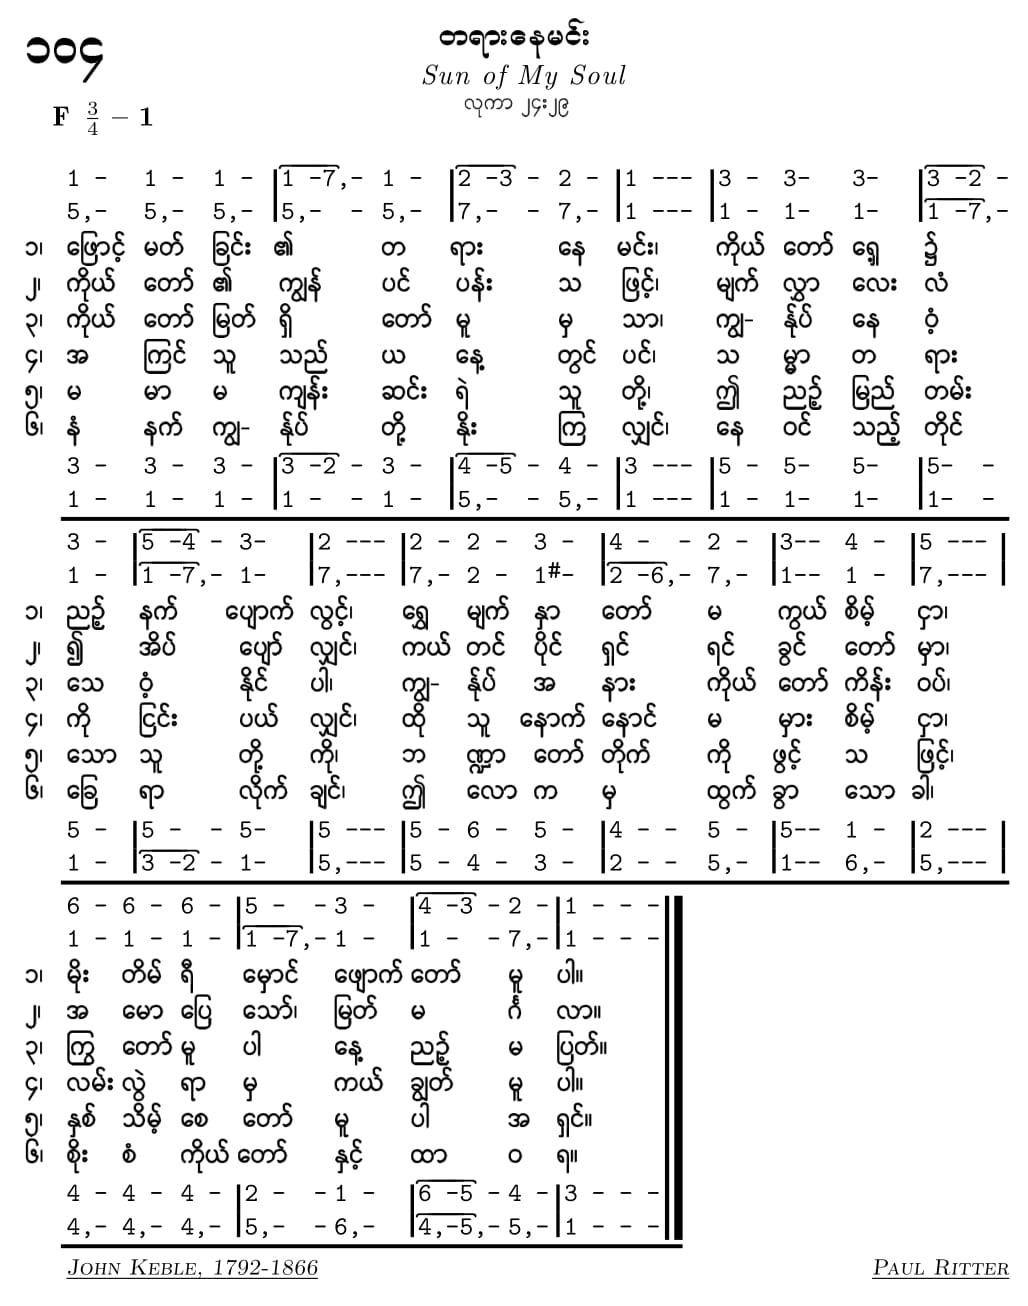 ၁၀၄
တရားနေမင်း
Sun of My Soul
လုကာ ၂၄း၂၉
F 3/4 – 1
1 - 1 - 1 - |1 -7,- 1 - |2 -3 - 2 - |1 --- |3 - 3- 3- |3 -2 -
5,- 5,- 5,- |5,- - 5,- |7,- - 7,- |1 --- |1 - 1- 1- |1 -7,-
၁၊ ဖြောင့် မတ် ခြင်း ၏ တ ရား နေ မင်း၊ ကိုယ် တော် ရှေ့ ၌
၂၊ ကိုယ် တော် ၏ ကျွန် ပင် ပန်း သ ဖြင့်၊ မျက် လွှာ လေး လံ
၃၊ ကိုယ် တော် မြတ် ရှိ တော် မူ မှ သာ၊ ကျွ- န်ုပ် နေ ဝံ့
၄၊ အ ကြင် သူ သည် ယ နေ့ တွင် ပင်၊ သ မ္မာ တ ရား
၅၊ မ မာ မ ကျန်း ဆင်း ရဲ သူ တို့၊ ဤ ညဉ့် မြည် တမ်း
၆၊ နံ နက် ကျွ- န်ုပ် တို့ နိုး ကြ လျှင်၊ နေ ဝင် သည့် တိုင်
3 - 3 - 3 - |3 -2 - 3 - |4 -5 - 4 - |3 --- |5 - 5- 5- |5- -
1 - 1 - 1 - |1 - - 1 - |5,- - 5,- |1 --- |1 - 1- 1- |1- -
3 - |5 -4 - 3- |2 --- |2 - 2 - 3 - |4 - - 2 - |3-- 4 - |5 --- |
1 - |1 -7,- 1- |7,--- |7,- 2 - 1#- |2 -6,- 7,- |1-- 1 - |7,--- |
၁၊ ညဉ့် နက် ပျောက် လွင့်၊ ရွှေ မျက် နှာ တော် မ ကွယ် စိမ့် ငှာ၊
၂၊ ၍ အိပ် ပျော် လျှင်၊ ကယ် တင် ပိုင် ရှင် ရင် ခွင် တော် မှာ၊
၃၊ သေ ဝံ့ နိုင် ပါ၊ ကျွ- န်ုပ် အ နား ကိုယ် တော် ကိန်း ဝပ်၊
၄၊ ကို ငြင်း ပယ် လျှင်၊ ထို သူ နောက် နောင် မ မှား စိမ့် ငှာ၊
၅၊ သော သူ တို့ ကို၊ ဘ ဏ္ဍာ တော် တိုက် ကို ဖွင့် သ ဖြင့်၊
၆၊ ခြေ ရာ လိုက် ချင်၊ ဤ လော က မှ ထွက် ခွာ သော ခါ၊
5 - |5 - - 5- |5 --- |5 - 6 - 5 - |4 - - 5 - |5-- 1 - |2 --- |
1 - |3 -2 - 1- |5,--- |5 - 4 - 3 - |2 - - 5,- |1-- 6,- |5,--- |
6 - 6 - 6 - |5 - - 3 - |4 -3 - 2 - |1 - - -
1 - 1 - 1 - |1 -7,- 1 - |1 - - 7,- |1 - - -
၁၊ မိုး တိမ် ရီ မှောင် ဖျောက် တော် မူ ပါ။
၂၊ အ မော ပြေ သော်၊ မြတ် မ င်္ဂ လာ။
၃၊ ကြွ တော် မူ ပါ နေ့ ညဉ့် မ ပြတ်။
၄၊ လမ်း လွဲ ရာ မှ ကယ် ချွတ် မူ ပါ။
၅၊ နှစ် သိမ့် စေ တော် မူ ပါ အ ရှင်။
၆၊ စိုး စံ ကိုယ် တော် နှင့် ထာ ဝ ရ။
4 - 4 - 4 - |2 - - 1 - |6 -5 - 4 - |3 - - -
4,- 4,- 4,- |5,- - 6,- |4,-5,- 5,- |1 - - -
JOHN KEBLE, 1792-1866
PAUL RITTER